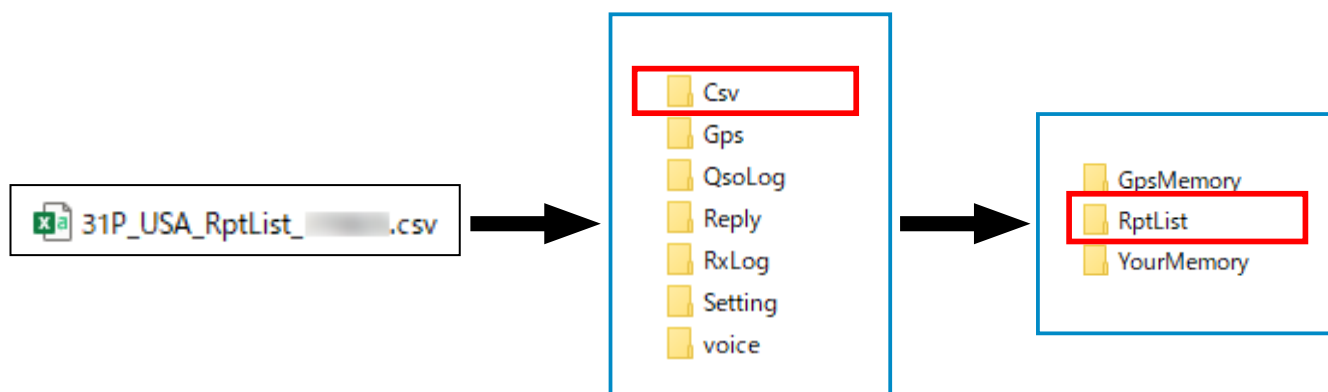 31P_USA_RptList_ .csv
Csv
Gps
QsoLog
Reply
RxLog
Setting
voice
GpsMemory
RptList
YourMemory